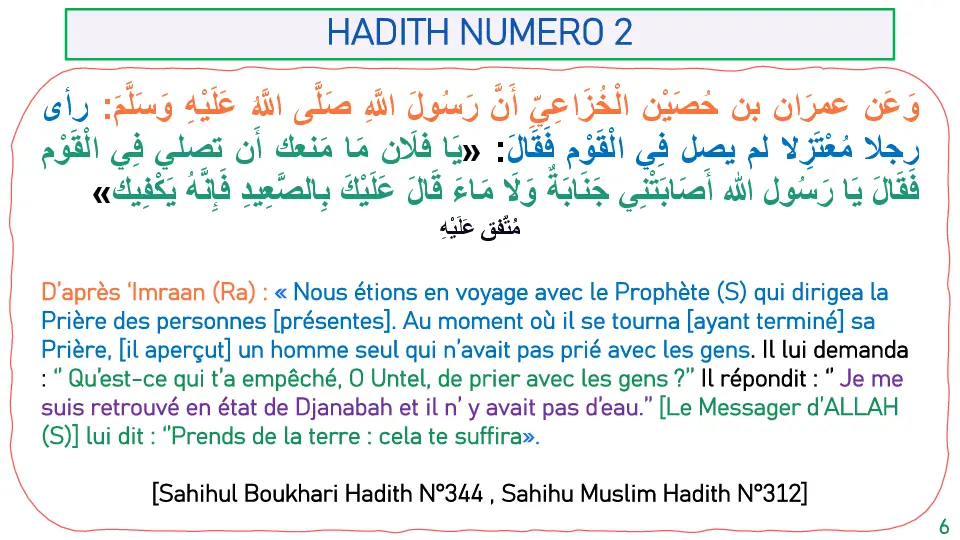 HADITH NUMERO 2
وَعَن عمرَان بن حُصَيْن الْخُزَاعِيِّ أَنَّ رَسُولَ اللَّهِ صَلَّى اللَّهُ عَلَيْهِ وَسَلَّمَ: رأى
رجلا مُعْتَزِلا لم يصل فِي الْقَوْم فَقَالَ: «يَا فلَان مَا مَنعك أَن تصلي فِي الْقَوْم
فَقَالَ يَا رَسُول الله أَصَابَتْنِي جَنَابَةٌ وَلَا مَاءَ قَالَ عَلَيْكَ بِالصَّعِيدِ فَإِنَّهُ يَكْفِيك»
مُتَّفق عَلَيْهِ
D’après ‘Imraan (Ra) : « Nous étions en voyage avec le Prophète (S) qui dirigea la
Prière des personnes [présentes]. Au moment où il se tourna [ayant terminé] sa
Prière, [il aperçut] un homme seul qui n’avait pas prié avec les gens. Il lui demanda
: ‘’ Qu’est-ce qui t’a empêché, O Untel, de prier avec les gens ?’’ Il répondit : ‘’ Je me
suis retrouvé en état de Djanabah et il n’ y avait pas d’eau.’’ [Le Messager d’ALLAH
(S)] lui dit : ‘’Prends de la terre : cela te suffira».
[Sahihul Boukhari Hadith N°344 , Sahihu Muslim Hadith N°312]
6